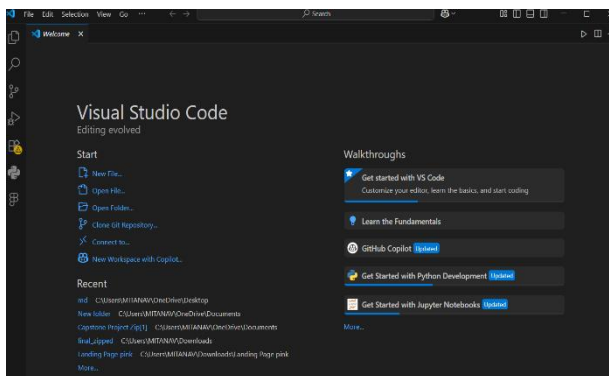 File Edit Selection View Go ... Search
Welcome
Visual Studio Code
Editing evolved
Start
New File...
Open File...
Open Folder...
Clone Git Repository...
Connect to...
New Workspace with Copilot...
Recent
md C:\Users\MITANAV\OneDrive\Desktop
New folder C:\Users\MITANAV\OneDrive\Documents
Capstone Project Zip[1] C:\Users\MITANAV\OneDrive\Documents
final_zipped C:\Users\MITANAV\Downloads
Landing Page pink C:\Users\MITANAV\Downloads\Landing Page pink
More...
Walkthroughs
Get started with VS Code
Customize your editor, learn the basics, and start coding
Learn the Fundamentals
GitHub Copilot Updated
Get Started with Python Development Updated
Get Started with Jupyter Notebooks Updated
More...